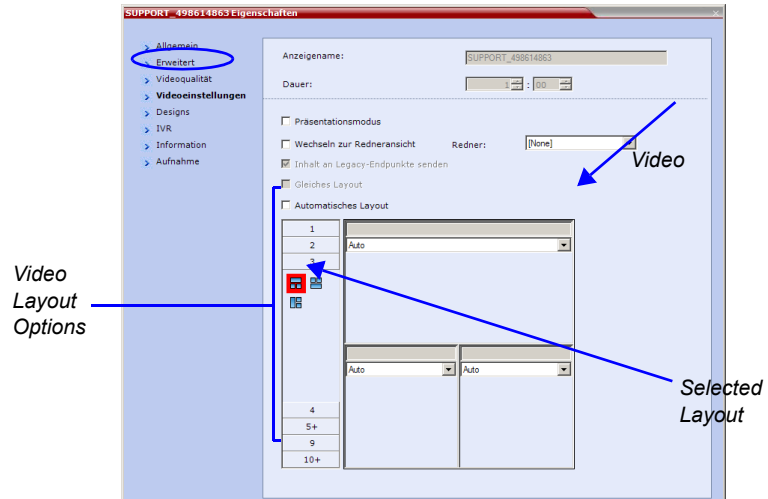 SUPPORT_498614863 Eigenschaften
Allgemein
Erweitert
Videoqualität
Videoeinstellungen
Designs
IVR
Information
Aufnahme
Anzeigename:
SUPPORT_498614863
Dauer:
1 : 00
Präsentationsmodus
Wechseln zur Redneransicht
Redner:
[None]
Inhalt an Legacy-Endpunkte senden
Gleiches Layout
Automatisches Layout
1
2
3
4
5+
9
10+
Auto
Auto
Auto
Video
Video
Layout
Options
Selected
Layout